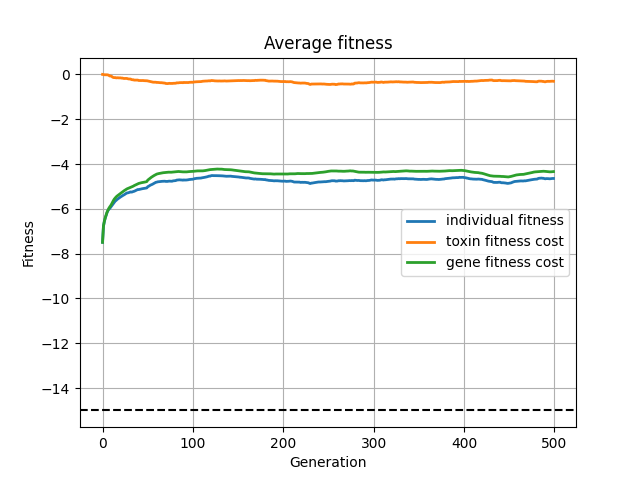 Average fitness
0
−2
−4
−6
−8
−10
−12
−14
Fitness
individual fitness
toxin fitness cost
gene fitness cost
0 100 200 300 400 500
Generation